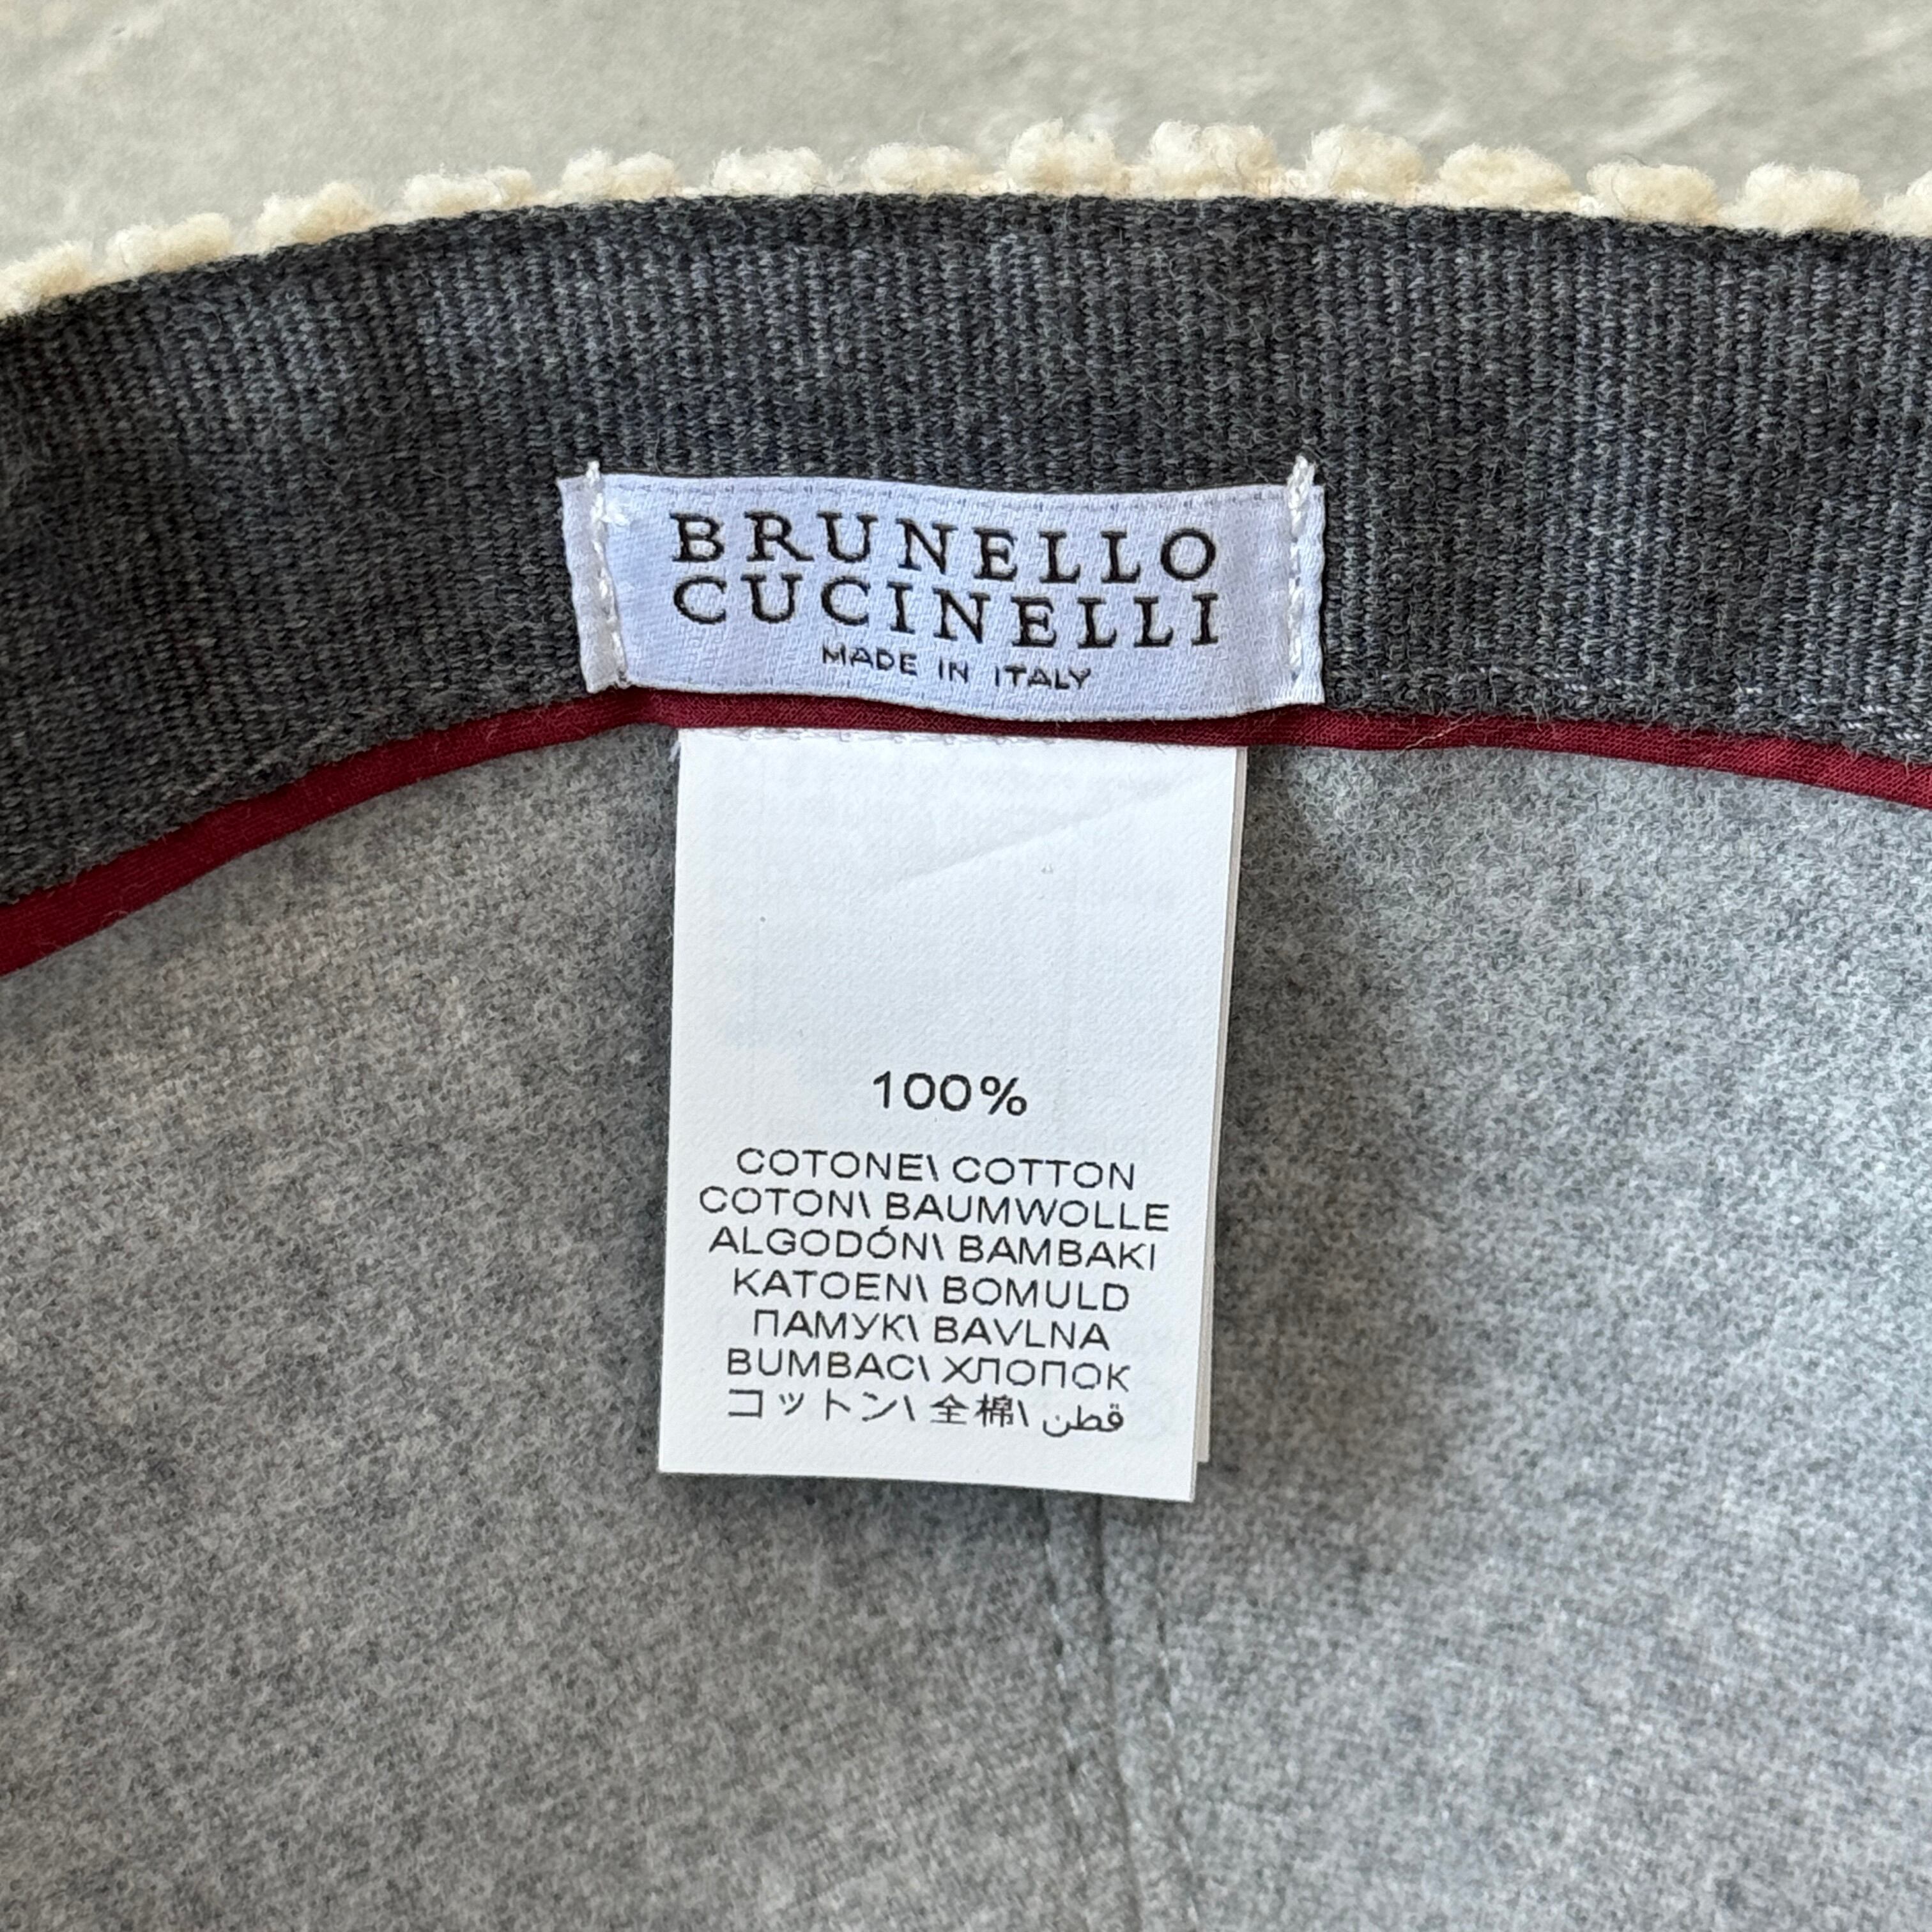 BRUNELLO
CUCINELLI
MADE IN ITALY
100%
COTONE\ COTTON
COTON\ BAUMWOLLE
ALGODÓN\ BAMBAKI
KATOEN\ BOMULD
ПАМУК\ BAVLNA
BUMBAC\ ХЛОПОК
コットン\ 全棉\ قطن